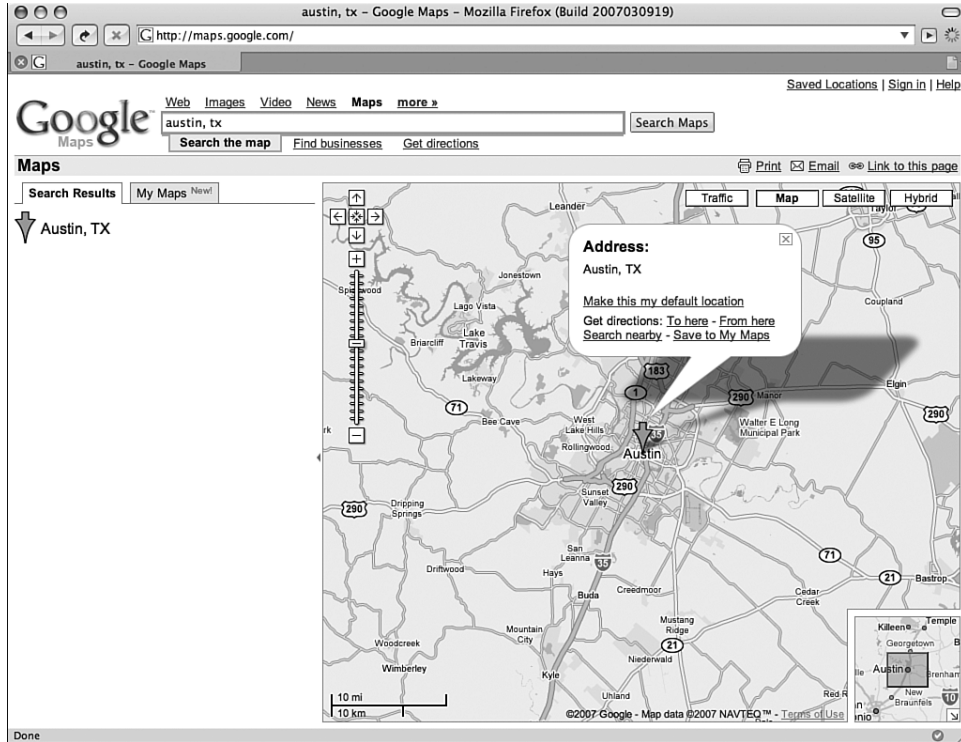 austin, tx – Google Maps – Mozilla Firefox (Build 2007030919)
G http://maps.google.com/
G austin, tx – Google Maps
Saved Locations | Sign in | Help
Google Maps
Web Images Video News Maps more »
austin, tx
Search Maps
Search the map Find businesses Get directions
Maps
Print Email Link to this page
Search Results My Maps New!
Austin, TX
Traffic Map Satellite Hybrid
Address:
Austin, TX
Make this my default location
Get directions: To here - From here
Search nearby - Save to My Maps
Leander
Taylor
95
Jonestown
Coupland
Lago Vista
Lake
Travis
Briarcliff
183
Lakeway
1
290 Manor
Elgin
71
Bee Cave
West
Lake Hills
290
Walter E Long
Municipal Park
Rollingwood
35
Austin
290
Sunset
Valley
290
Dripping
Springs
San
Leanna
35
71
Driftwood
Hays
21
Bastrop
Buda
Creedmoor
Cedar
Creek
Mountain
City
Mustang
Ridge
21
Woodcreek
Niederwald
Wimberley
Kyle
Uhland
Red R
Killeen
Temple
Georgetown
B
Austin
Brenham
New
Braunfels
10
10 mi
10 km
©2007 Google - Map data ©2007 NAVTEQ™ - Terms of Use
Done